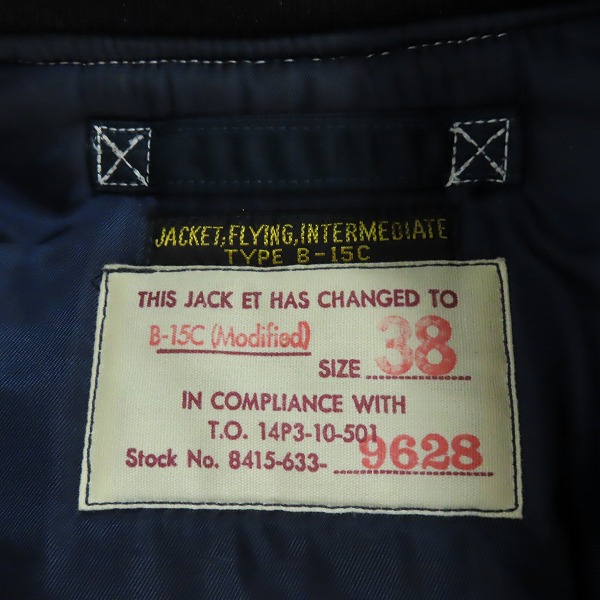 JACKET, FLYING, INTERMEDIATE
TYPE B-15C
THIS JACK ET HAS CHANGED TO
B-15C (Modified)
SIZE 38
IN COMPLIANCE WITH
T.O. 14P3-10-501
Stock No. 8415-633-9628